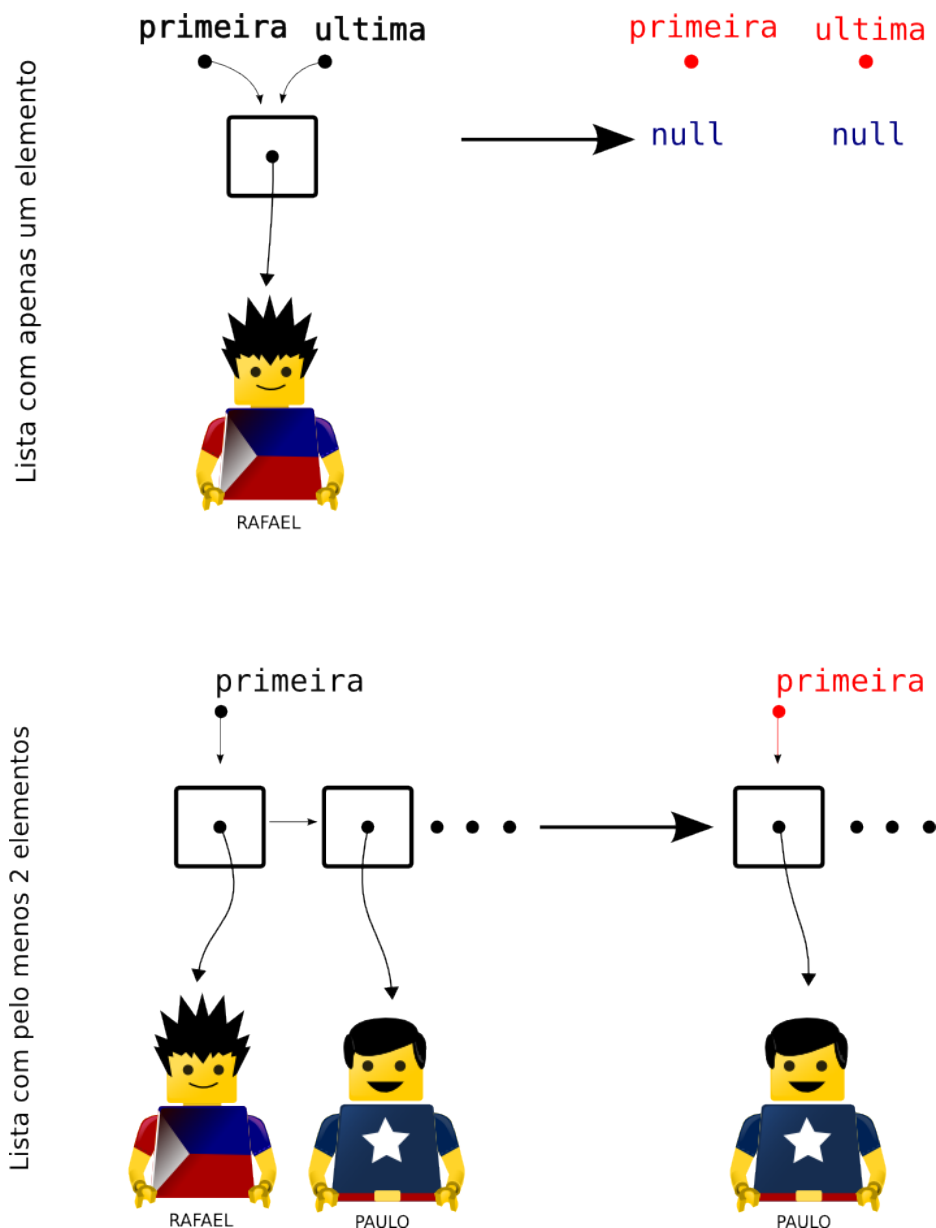 Lista com apenas um elemento
primeira ultima
primeira ultima
null null
RAFAEL
Lista com pelo menos 2 elementos
primeira
primeira
RAFAEL
PAULO
PAULO